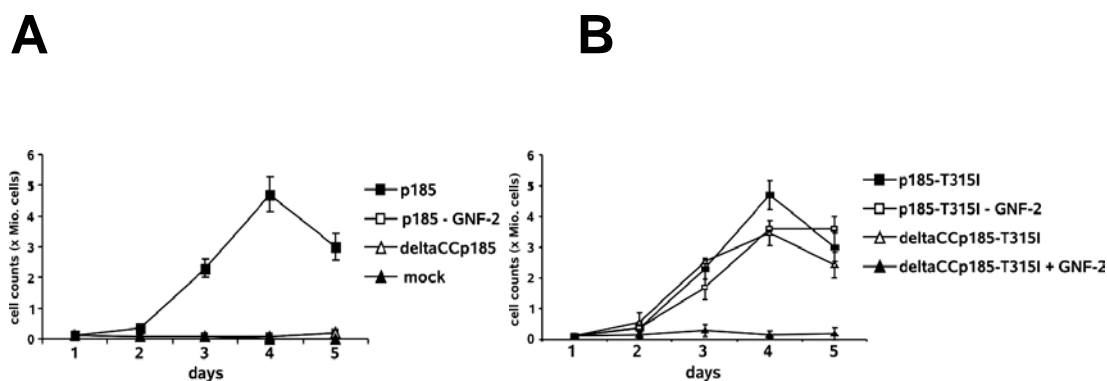 A
B
cell counts (x Mio. cells)
6
5
4
3
2
1
0
1 2 3 4 5
days
p185
p185 - GNF-2
deltaCCp185
mock
cell counts (x Mio. cells)
6
5
4
3
2
1
0
1 2 3 4 5
days
p185-T315I
p185-T315I - GNF-2
deltaCCp185-T315I
deltaCCp185-T315I + GNF-2